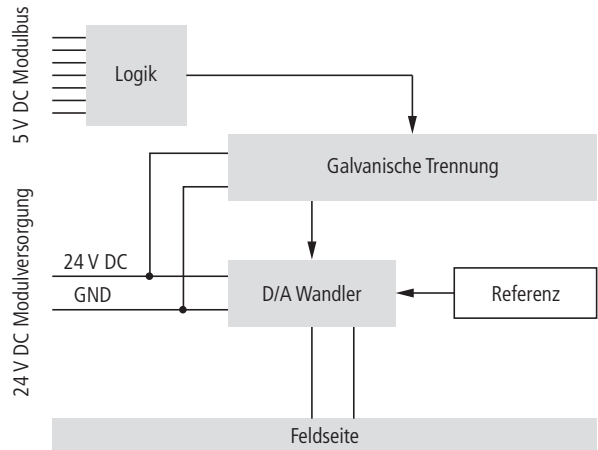 5 V DC Modulbus
Logik
Galvanische Trennung
24 V DC Modulversorgung
24 V DC
GND
D/A Wandler
Referenz
Feldseite